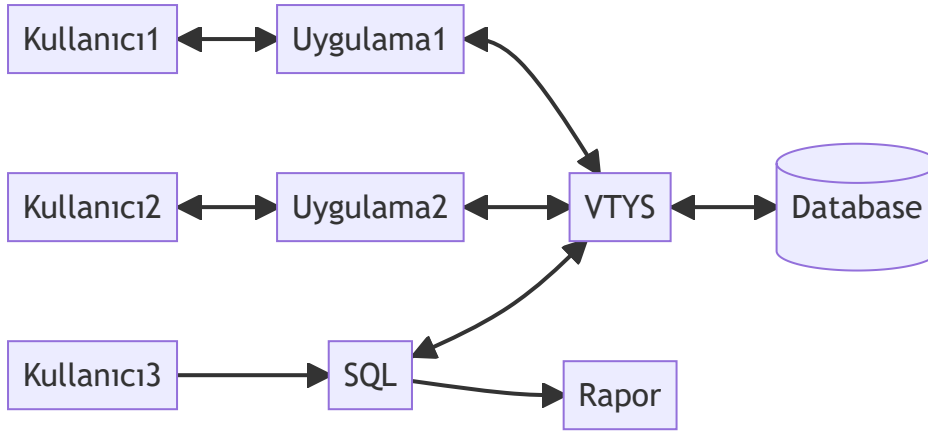 Kullanıcı1
Uygulama1
Kullanıcı2
Uygulama2
VTYS
Database
Kullanıcı3
SQL
Rapor